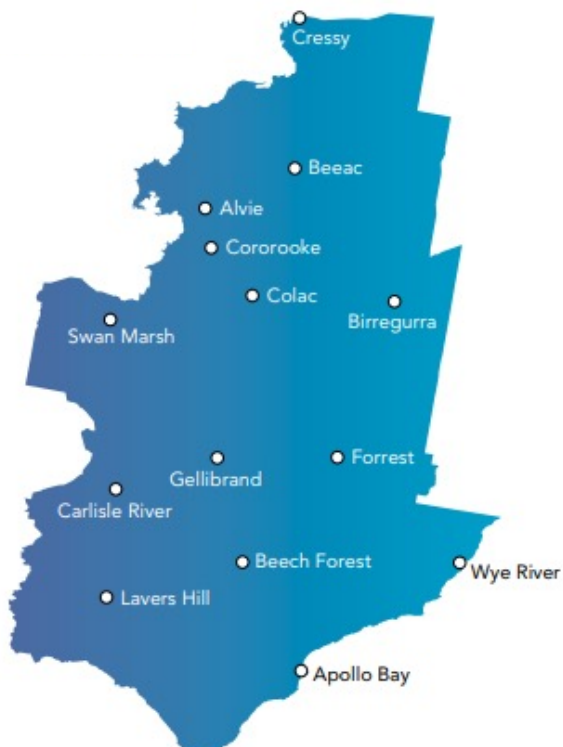 Cressy
Beeac
Alvie
Cororooke
Colac
Birregurra
Swan Marsh
Forrest
Gellibrand
Carlisle River
Beech Forest
Wye River
Lavers Hill
Apollo Bay